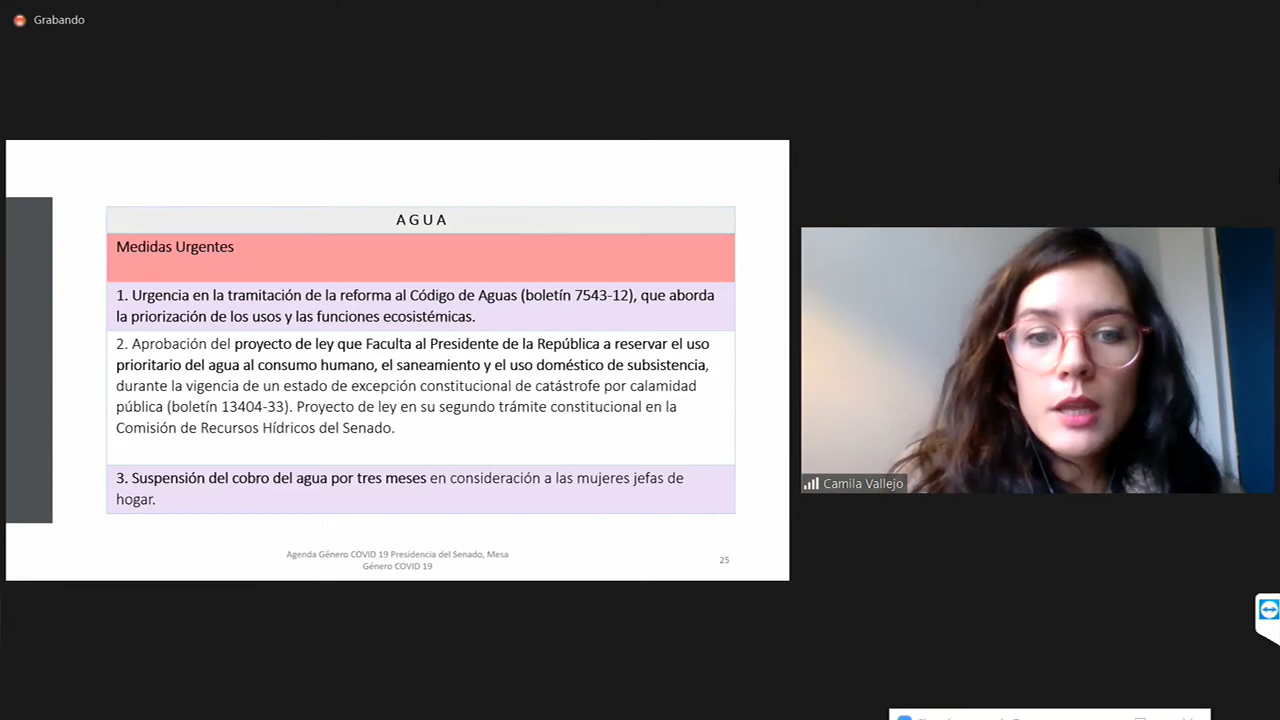 Grabando
AGUA
Medidas Urgentes
1. Urgencia en la tramitación de la reforma al Código de Aguas (boletín 7543-12), que aborda
la priorización de los usos y las funciones ecosistémicas.
2. Aprobación del proyecto de ley que Faculta al Presidente de la República a reservar el uso
prioritario del agua al consumo humano, el saneamiento y el uso doméstico de subsistencia,
durante la vigencia de un estado de excepción constitucional de catástrofe por calamidad
pública (boletín 13404-33). Proyecto de ley en su segundo trámite constitucional en la
Comisión de Recursos Hídricos del Senado.
3. Suspensión del cobro del agua por tres meses en consideración a las mujeres jefas de
hogar.
Agenda Género COVID 19 Presidencia del Senado, Mesa
Género COVID 19
25
Camila Vallejo